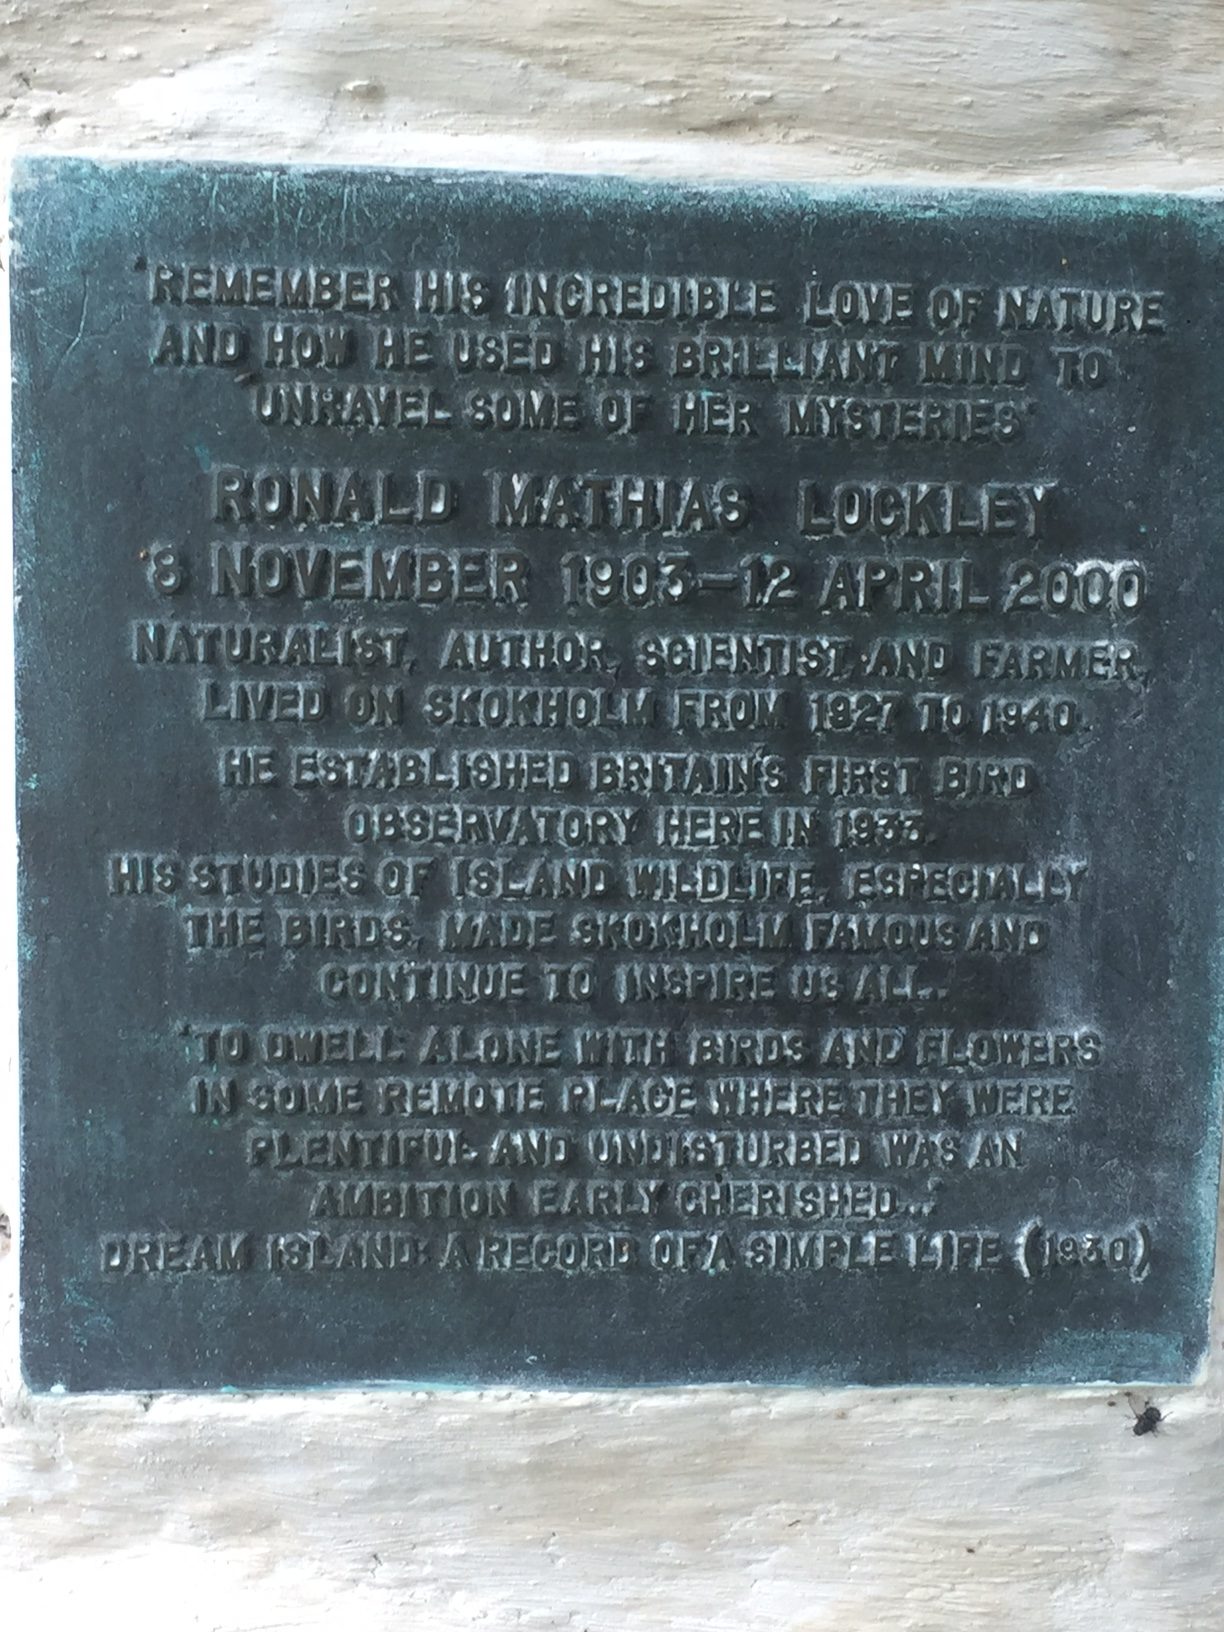 'REMEMBER HIS INCREDIBLE LOVE OF NATURE
AND HOW HE USED HIS BRILLIANT MIND TO
UNRAVEL SOME OF HER MYSTERIES'
RONALD MATHIAS LOCKLEY
8 NOVEMBER 1903–12 APRIL 2000
NATURALIST, AUTHOR, SCIENTIST AND FARMER,
LIVED ON SKOKHOLM FROM 1927 TO 1940.
HE ESTABLISHED BRITAIN'S FIRST BIRD
OBSERVATORY HERE IN 1933.
HIS STUDIES OF ISLAND WILDLIFE, ESPECIALLY
THE BIRDS, MADE SKOKHOLM FAMOUS AND
CONTINUE TO INSPIRE US ALL..
'TO DWELL ALONE WITH BIRDS AND FLOWERS
IN SOME REMOTE PLACE WHERE THEY WERE
PLENTIFUL AND UNDISTURBED WAS AN
AMBITION EARLY CHERISHED...'
DREAM ISLAND: A RECORD OF A SIMPLE LIFE (1930)